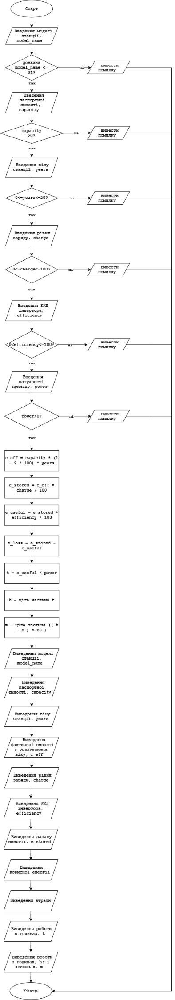 Старт
Введення моделі
станції,
model_name
довжина
model_name <=
31?
ні
вивести
помилку
так
Введення
паспортної
ємності,
capacity
capacity
>0?
ні
вивести
помилку
так
Введення віку
станції, years
0<=years<=20?
ні
вивести
помилку
так
Введення рівня
заряду, charge
0<=charge<=100?
ні
вивести
помилку
так
Введення ККД
інвертора,
efficiency
0<efficiency<=100?
ні
вивести
помилку
так
Введення
потужності
приладу, power
power>0?
ні
вивести
помилку
так
c_eff = capacity * (1
- 2 / 100) ^ years
e_stored = c_eff *
charge / 100
e_useful = e_stored *
efficiency / 100
e_loss = e_stored -
e_useful
t = e_useful / power
h = ціла частина t
m = ціла частина (( t
- h ) * 60 )
Виведення моделі
станції,
model_name
Виведення
паспортної
ємності, capacity
Виведення віку
станції, years
Виведення
фактичної ємності
з урахуванням
віку, c_eff
Виведення рівня
заряду, charge
Виведення ККД
інвертора,
efficiency
Виведення запасу
енергії, e_stored
Виведення
корисної енергії
Виведення втрати
Виведення роботи
в годинах, t
Виведення роботи
в годинах, h; і
хвилинах, m
Кінець